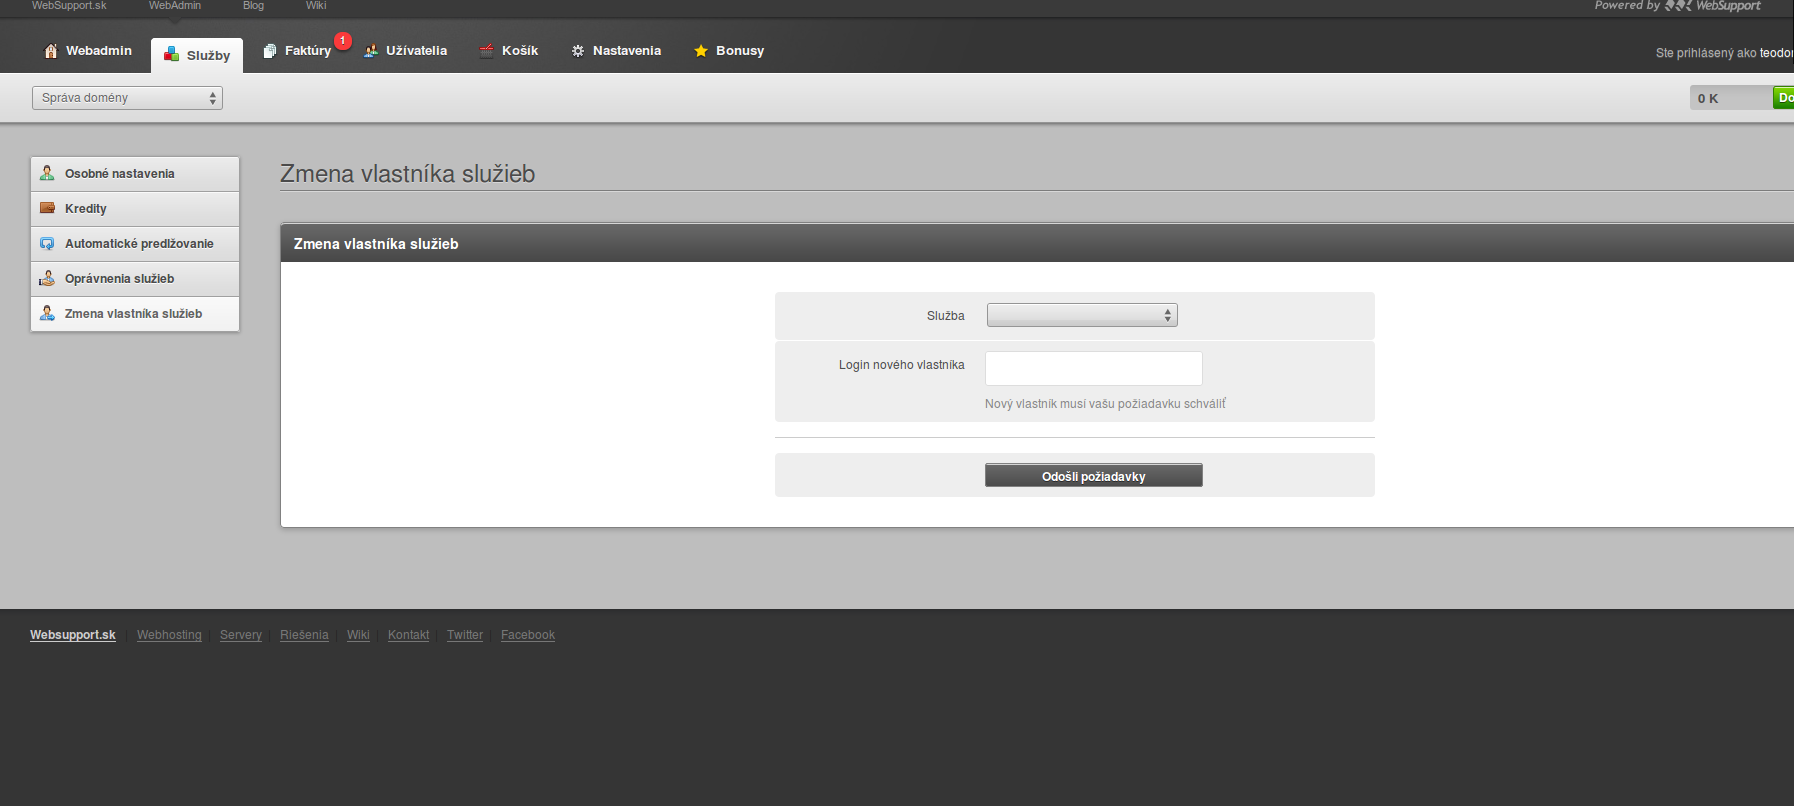 WebSupport.sk WebAdmin Blog Wiki Powered by WebSupport
Webadmin Služby Faktúry 1 Užívatelia Košík Nastavenia Bonusy Ste prihlásený ako teodor
Správa domény 0 K Do
Osobné nastavenia
Kredity
Automatické predlžovanie
Oprávnenia služieb
Zmena vlastníka služieb
Zmena vlastníka služieb
Zmena vlastníka služieb
Služba
Login nového vlastníka
Nový vlastník musí vašu požiadavku schváliť
Odošli požiadavky
Websupport.sk Webhosting Servery Riešenia Wiki Kontakt Twitter Facebook